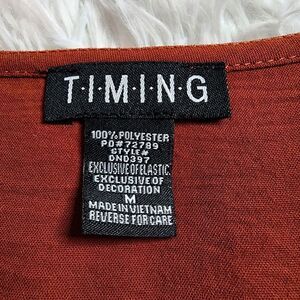 T·I·M·I·N·G
100% POLYESTER
PO#72789
STYLE#
DND397
EXCLUSIVE OF ELASTIC
EXCLUSIVE OF
DECORATION
M
MADE IN VIETNAM
REVERSE FOR CARE